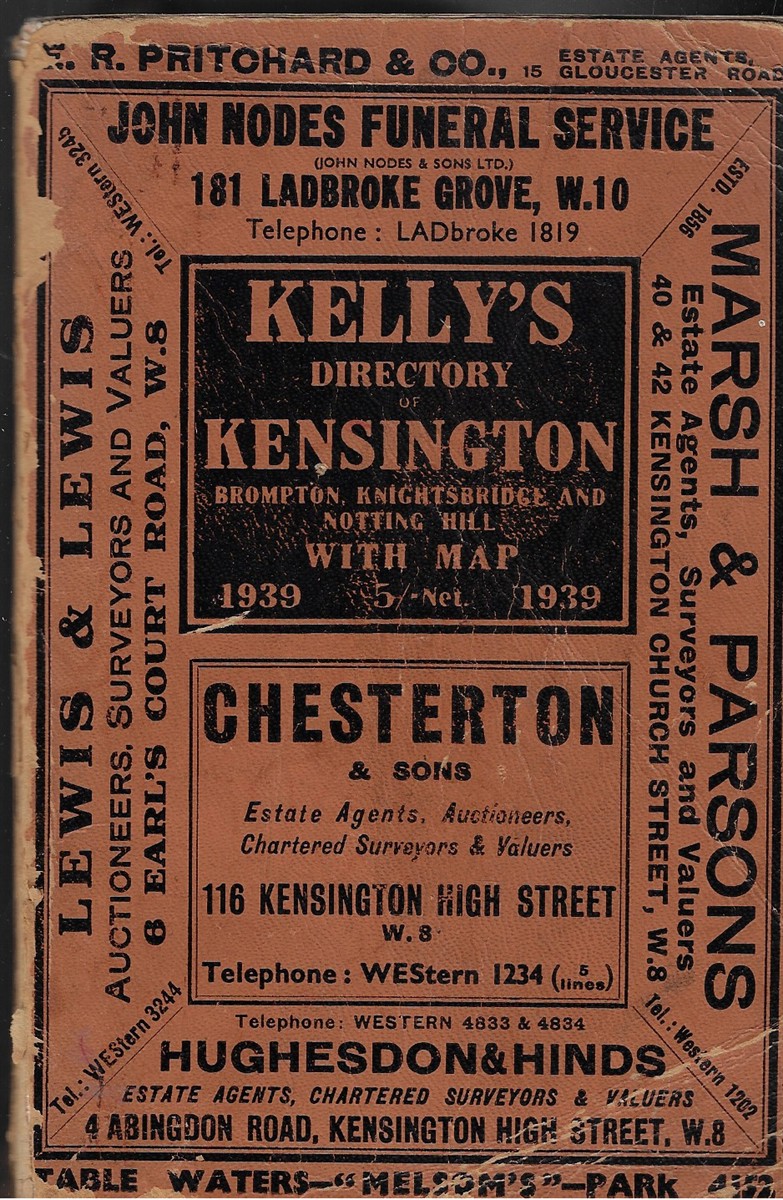 R. PRITCHARD & CO., 15 ESTATE AGENTS,
GLOUCESTER ROAD
JOHN NODES FUNERAL SERVICE
(JOHN NODES & SONS LTD.)
181 LADBROKE GROVE, W.10
Telephone: LADbroke 1819
Tel.: WEstern 3245
ESTD. 1856
LEWIS & LEWIS
AUCTIONEERS, SURVEYORS AND VALUERS
6 EARL'S COURT ROAD, W.8
Tel.: WEStern 3244
KELLY'S
DIRECTORY
OF
KENSINGTON
BROMPTON, KNIGHTSBRIDGE AND
NOTTING HILL
WITH MAP
1939 5/-Net. 1939
MARSH & PARSONS
Estate Agents, Surveyors and Valuers
40 & 42 KENSINGTON CHURCH STREET, W.8
Tel.: Western 1202
CHESTERTON
& SONS
Estate Agents, Auctioneers,
Chartered Surveyors & Valuers
116 KENSINGTON HIGH STREET
W.8
Telephone: WEStern 1234 (5 lines)
Telephone: WESTERN 4833 & 4834
HUGHESDON & HINDS
ESTATE AGENTS, CHARTERED SURVEYORS & VALUERS
4 ABINGDON ROAD, KENSINGTON HIGH STREET, W.8
TABLE WATERS—"MELSOM'S"—PARK